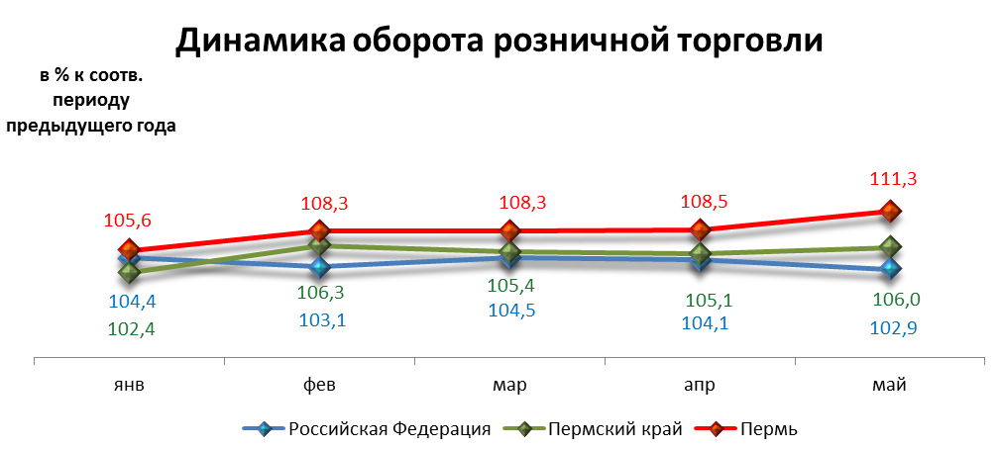 Динамика оборота розничной торговли
в % к соотв.
периоду
предыдущего года
105,6 108,3 108,3 108,5 111,3
104,4 106,3 105,4 105,1 106,0
102,4 103,1 104,5 104,1 102,9
янв фев мар апр май
Российская Федерация Пермский край Пермь